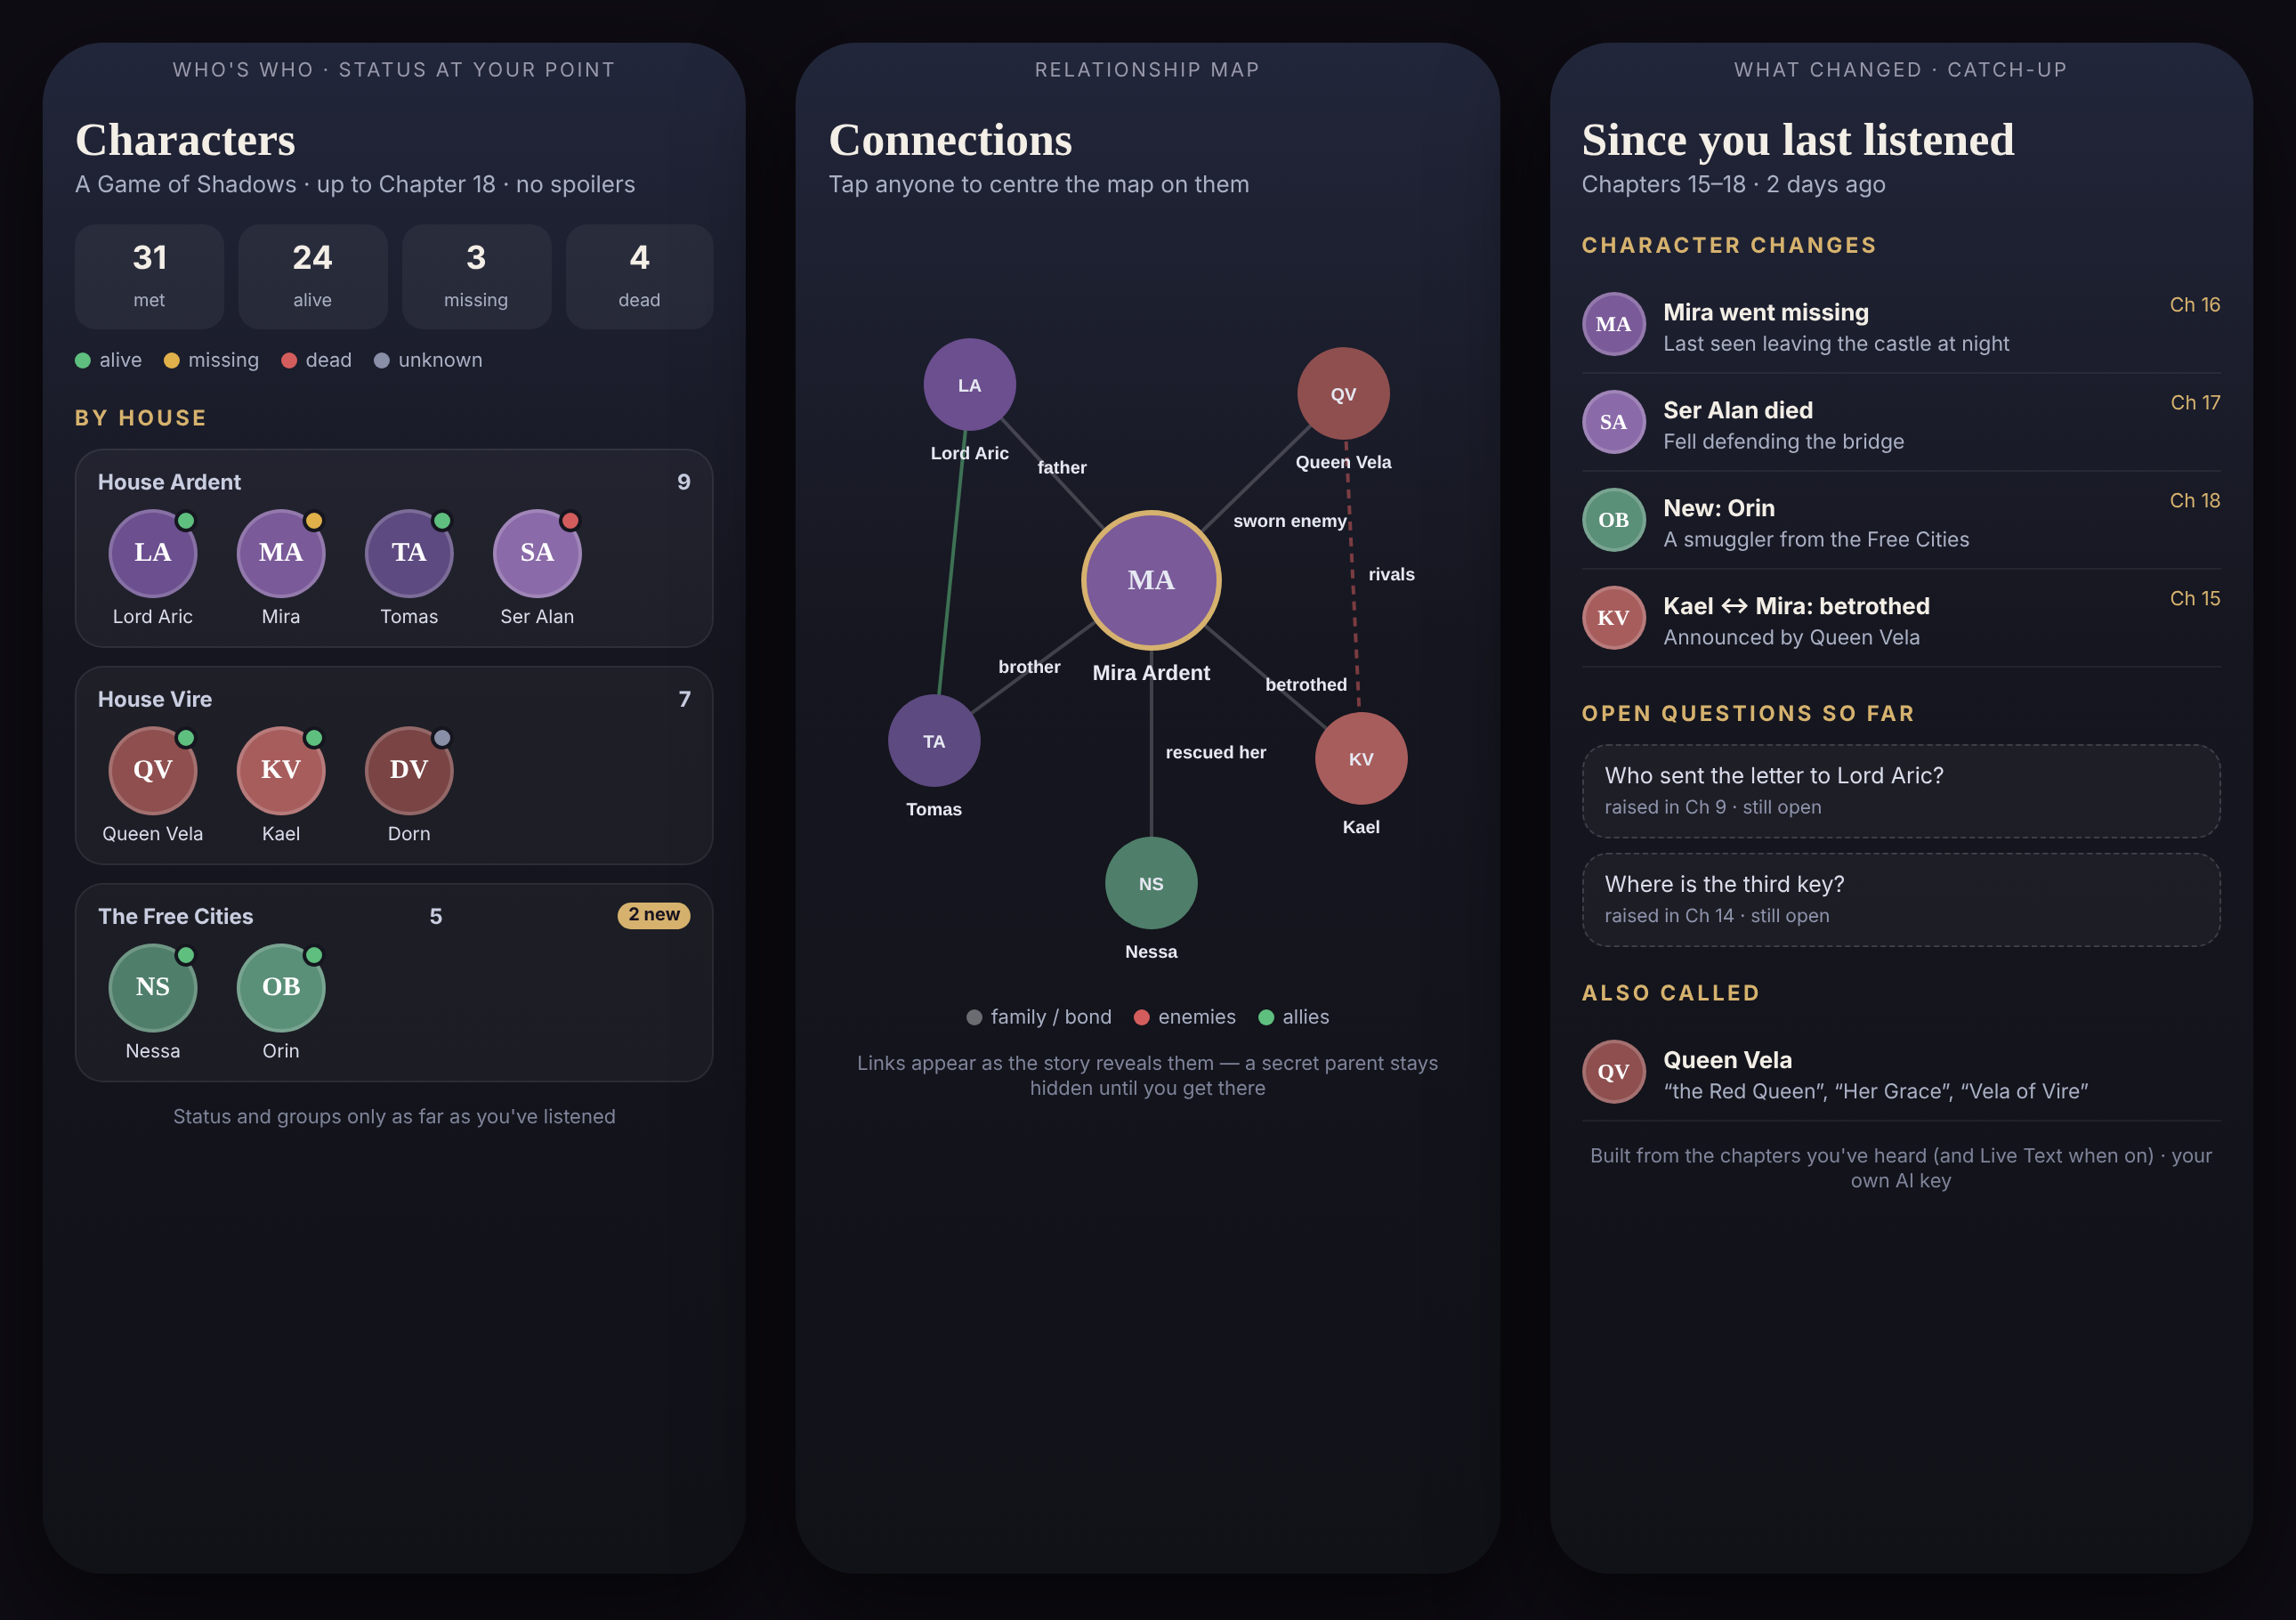 WHO'S WHO · STATUS AT YOUR POINT
Characters
A Game of Shadows · up to Chapter 18 · no spoilers
31
met
24
alive
3
missing
4
dead
alive
missing
dead
unknown
BY HOUSE
House Ardent
9
LA
MA
TA
SA
Lord Aric
Mira
Tomas
Ser Alan
House Vire
7
QV
KV
DV
Queen Vela
Kael
Dorn
The Free Cities
5
2 new
NS
OB
Nessa
Orin
Status and groups only as far as you've listened
RELATIONSHIP MAP
Connections
Tap anyone to centre the map on them
LA
QV
Lord Aric
Queen Vela
father
sworn enemy
rivals
MA
Mira Ardent
brother
betrothed
TA
rescued her
KV
Tomas
Kael
NS
Nessa
family / bond
enemies
allies
Links appear as the story reveals them — a secret parent stays
hidden until you get there
WHAT CHANGED · CATCH-UP
Since you last listened
Chapters 15–18 · 2 days ago
CHARACTER CHANGES
MA
Mira went missing
Ch 16
Last seen leaving the castle at night
SA
Ser Alan died
Ch 17
Fell defending the bridge
OB
New: Orin
Ch 18
A smuggler from the Free Cities
KV
Kael ↔ Mira: betrothed
Ch 15
Announced by Queen Vela
OPEN QUESTIONS SO FAR
Who sent the letter to Lord Aric?
raised in Ch 9 · still open
Where is the third key?
raised in Ch 14 · still open
ALSO CALLED
QV
Queen Vela
“the Red Queen”, “Her Grace”, “Vela of Vire”
Built from the chapters you've heard (and Live Text when on) · your
own AI key